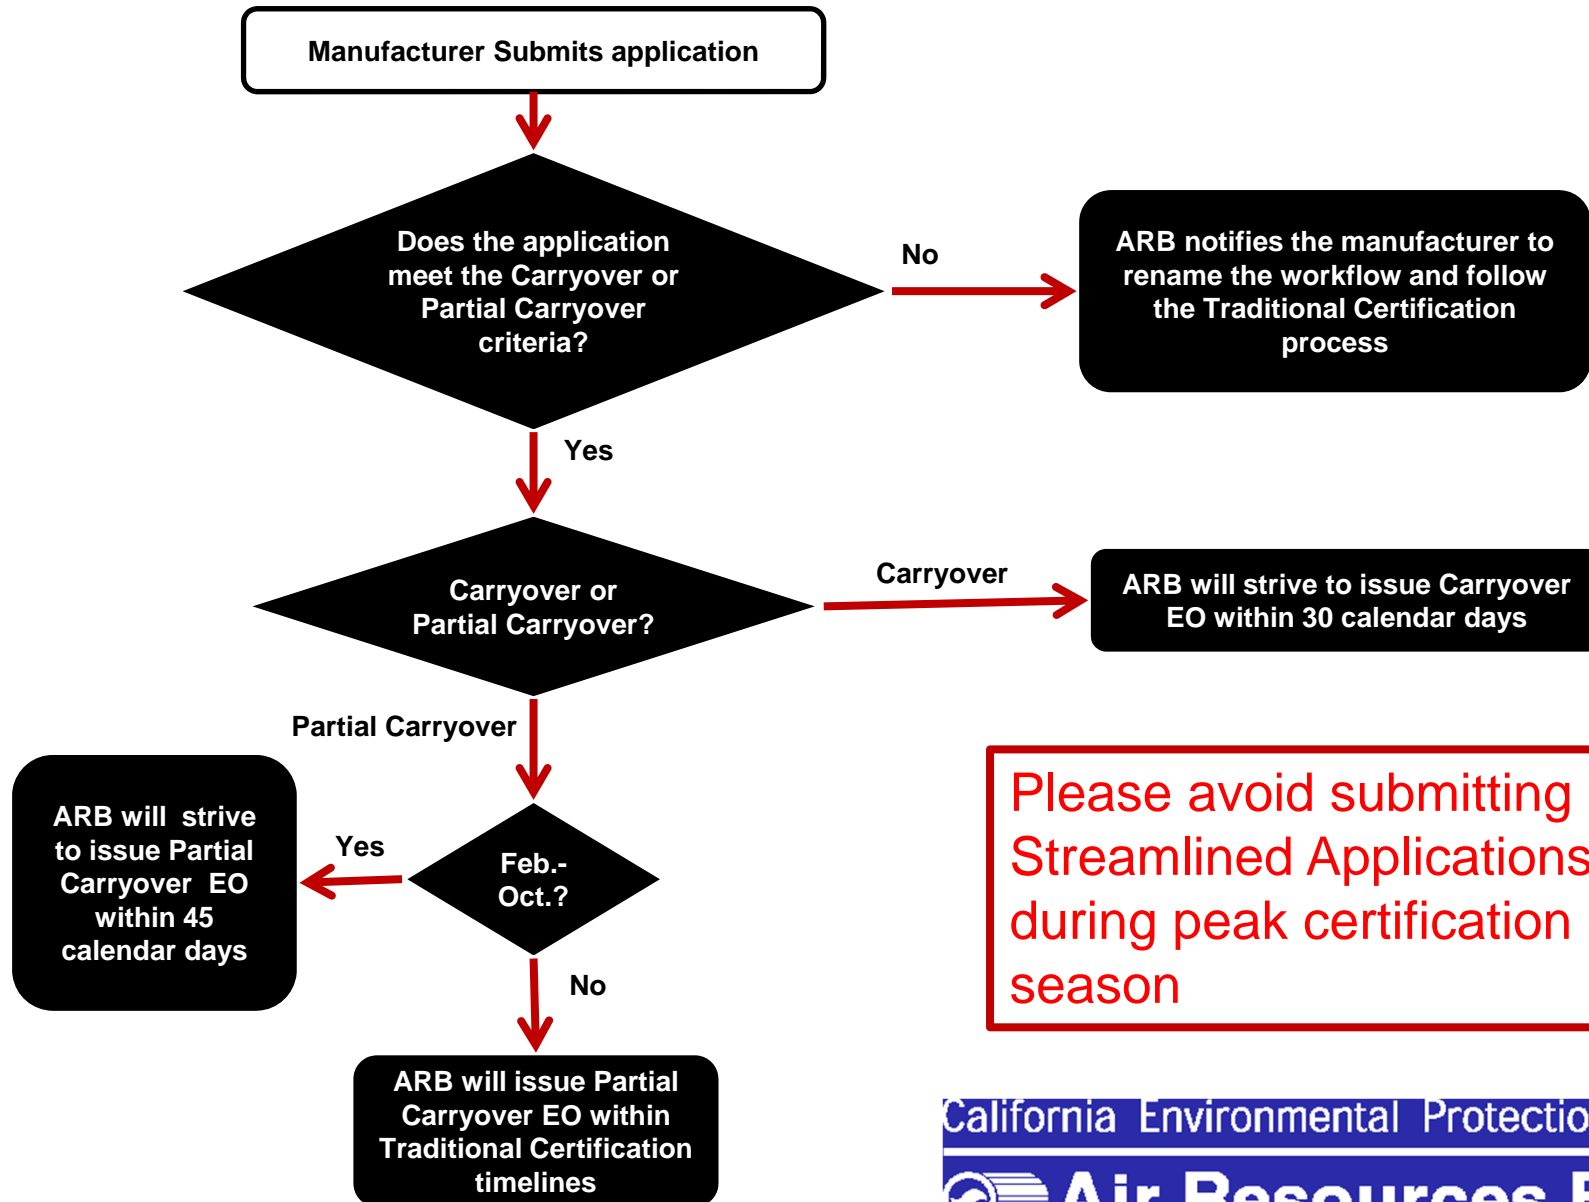 Manufacturer Submits application
Does the application
meet the Carryover or
Partial Carryover
criteria?
No
ARB notifies the manufacturer to
rename the workflow and follow
the Traditional Certification
process
Yes
Carryover or
Partial Carryover?
Carryover
ARB will strive to issue Carryover
EO within 30 calendar days
Partial Carryover
Feb.-
Oct.?
Yes
ARB will strive
to issue Partial
Carryover EO
within 45
calendar days
No
ARB will issue Partial
Carryover EO within
Traditional Certification
timelines
Please avoid submitting
Streamlined Applications
during peak certification
season
California Environmental Protectio
Air Resources